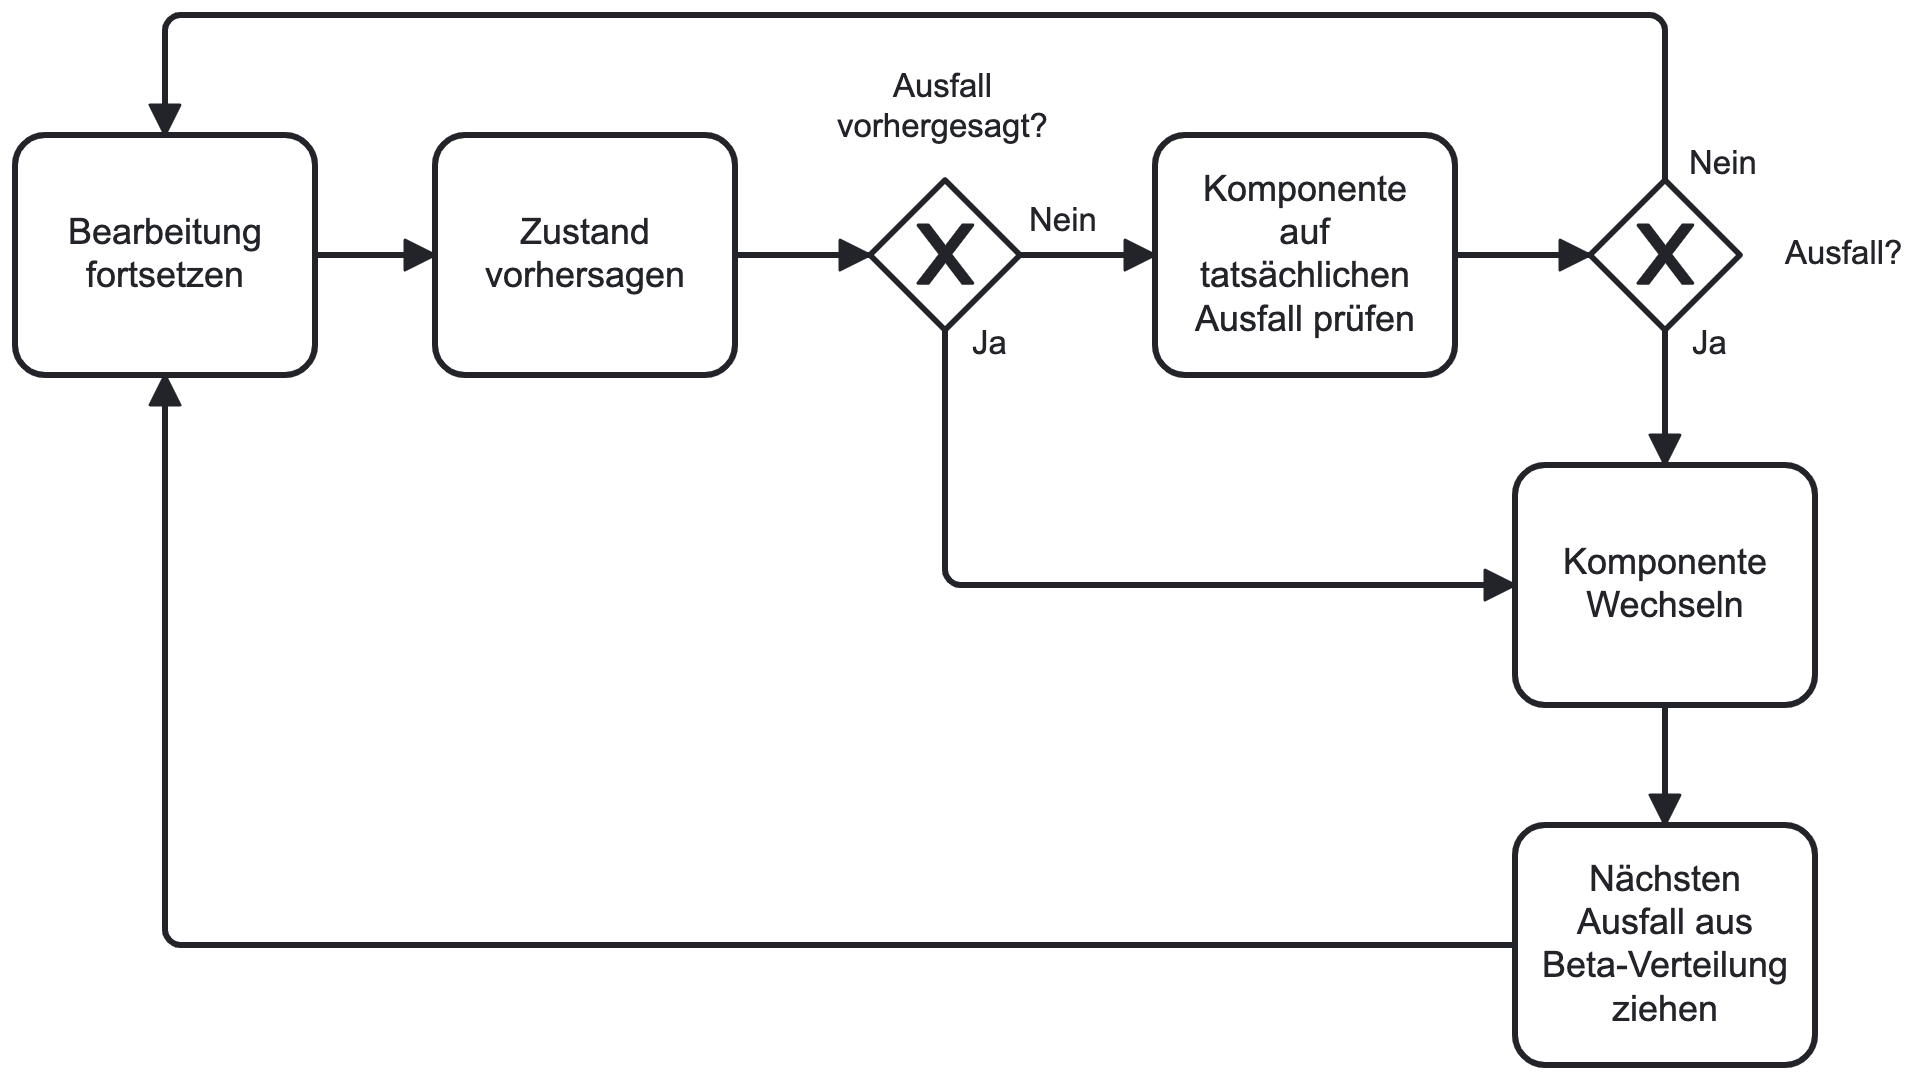 Ausfall
vorhergesagt?
Bearbeitung
fortsetzen
Zustand
vorhersagen
X
Nein
Ja
Komponente
auf
tatsächlichen
Ausfall prüfen
X
Nein
Ausfall?
Ja
Komponente
Wechseln
Nächsten
Ausfall aus
Beta-Verteilung
ziehen